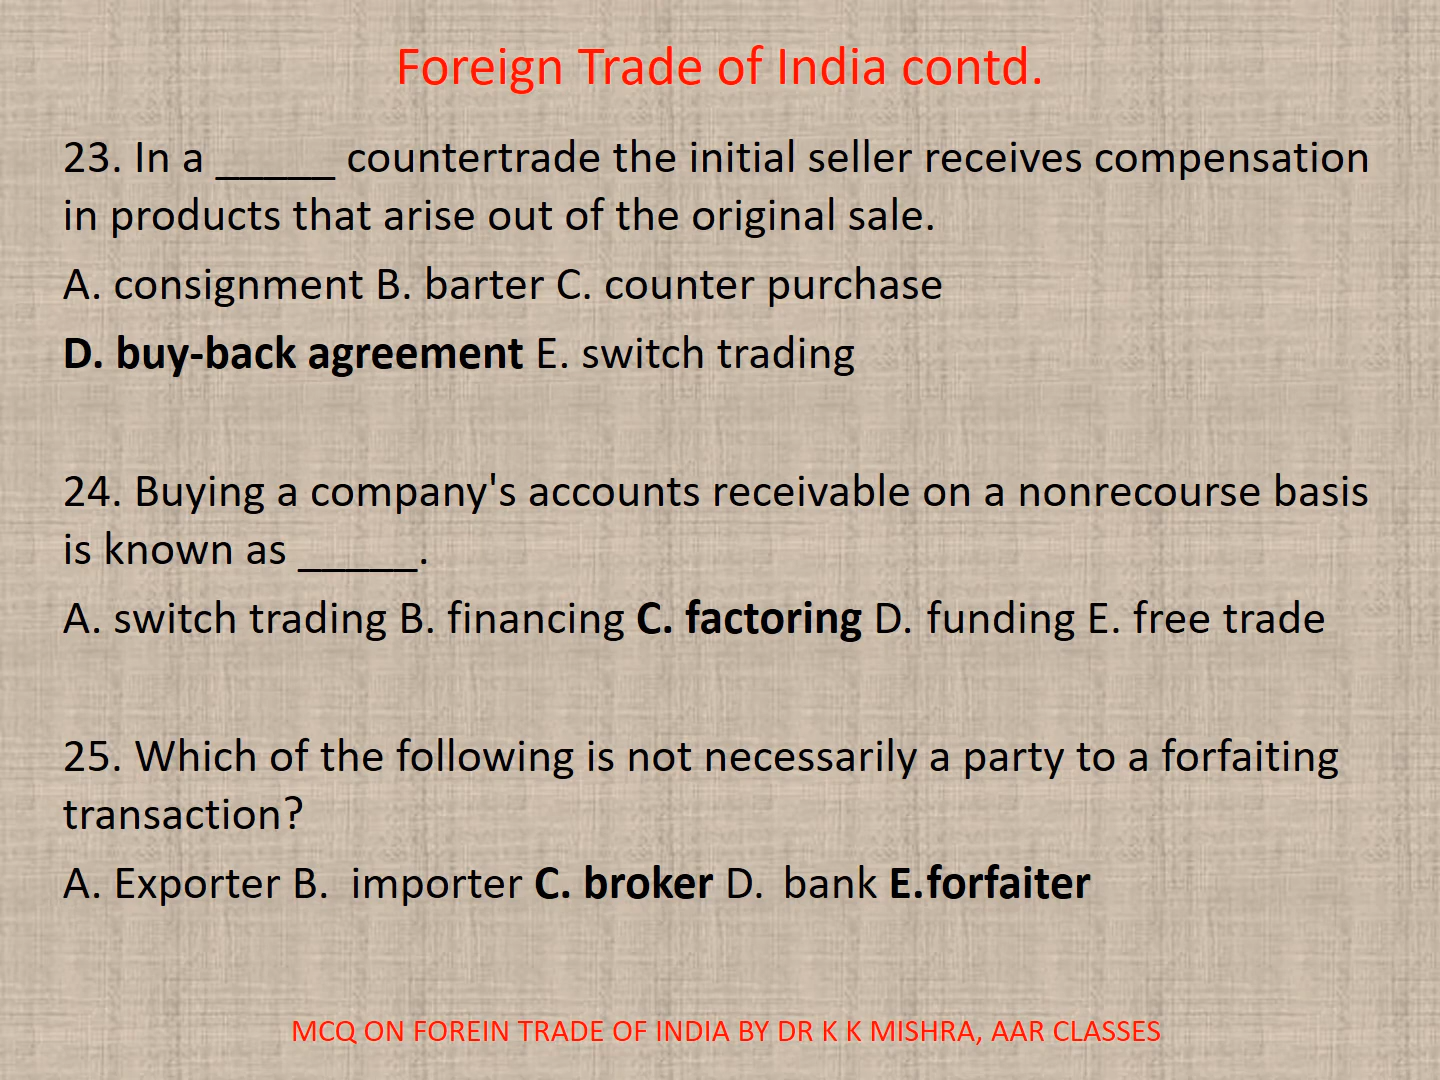 Foreign Trade of India contd.
23. In a _____ countertrade the initial seller receives compensation
in products that arise out of the original sale.
A. consignment B. barter C. counter purchase
D. buy-back agreement E. switch trading
24. Buying a company's accounts receivable on a nonrecourse basis
is known as _____.
A. switch trading B. financing C. factoring D. funding E. free trade
25. Which of the following is not necessarily a party to a forfaiting
transaction?
A. Exporter B. importer C. broker D. bank E.forfaiter
MCQ ON FOREIN TRADE OF INDIA BY DR K K MISHRA, AAR CLASSES